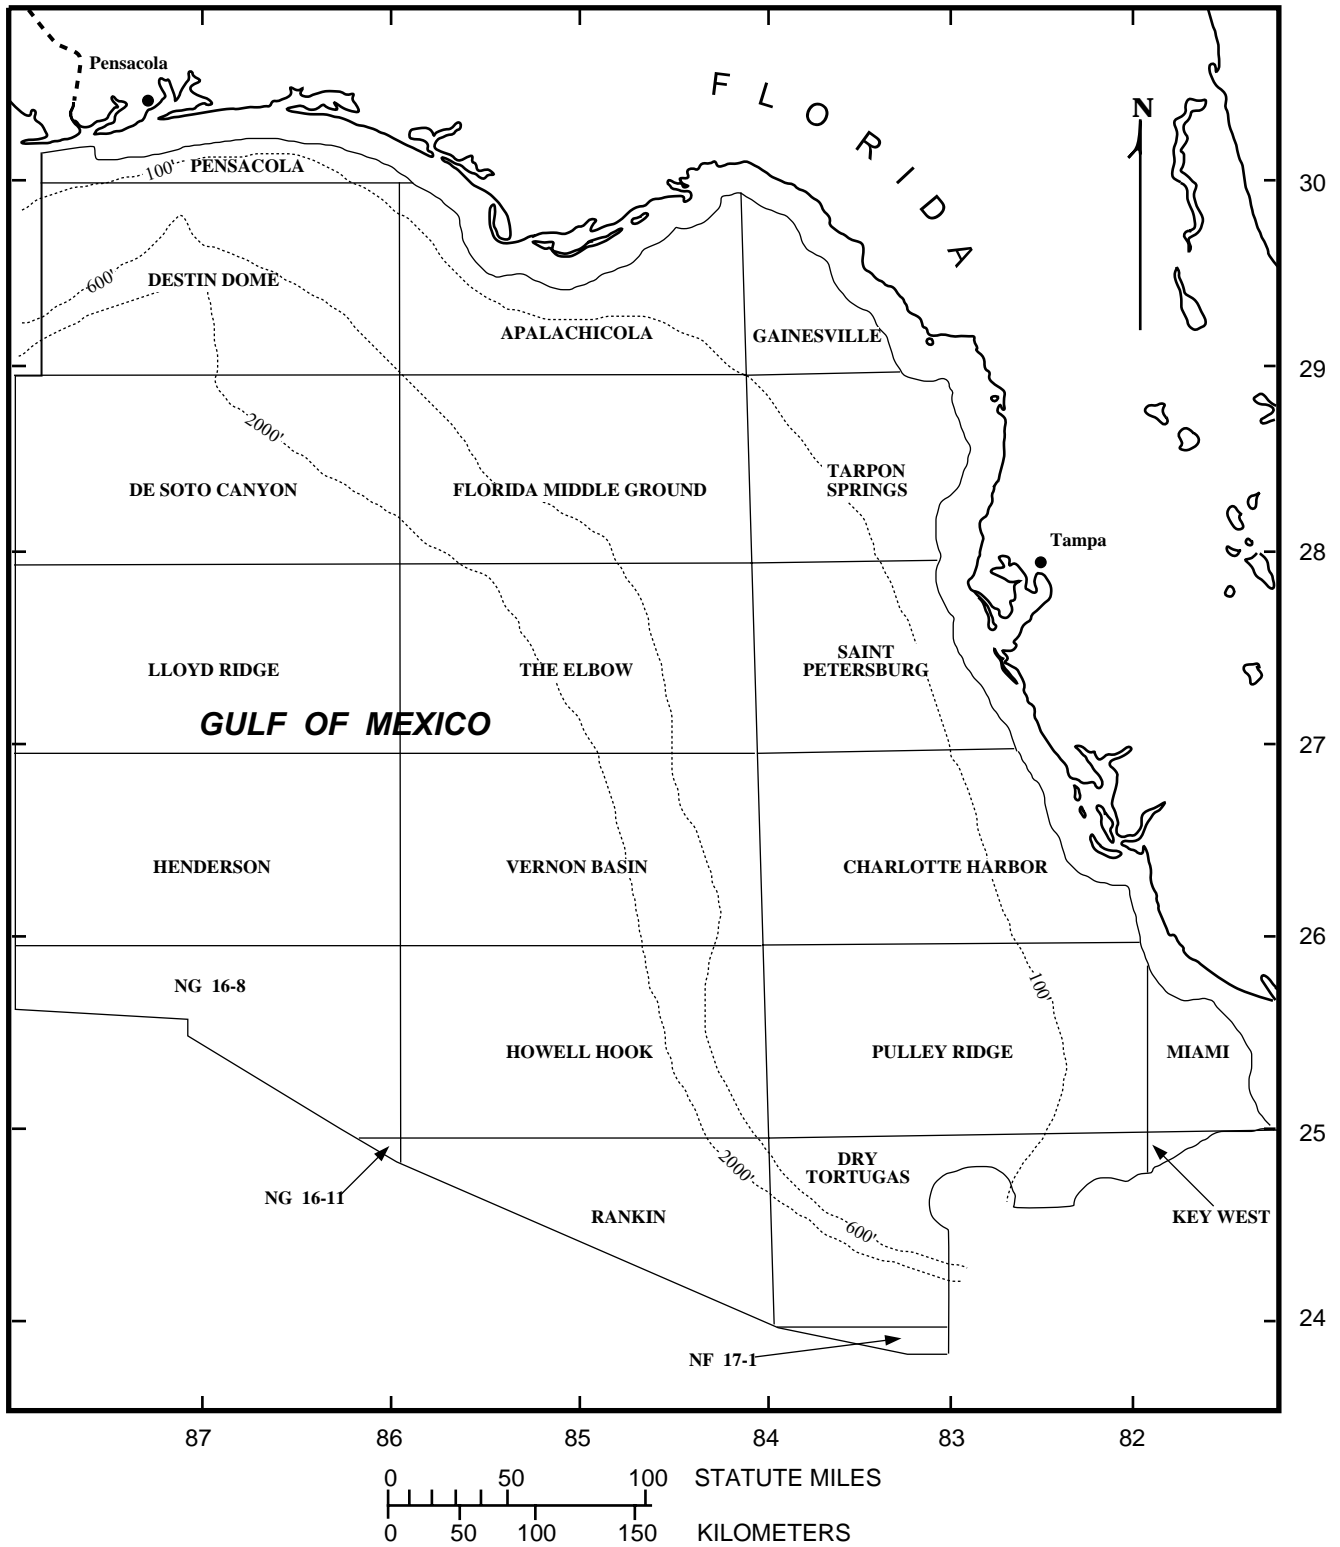 Pensacola
FLORIDA
N
100'
PENSACOLA
30
600'
DESTIN DOME
APALACHICOLA
GAINESVILLE
29
2000'
DE SOTO CANYON
FLORIDA MIDDLE GROUND
TARPON
SPRINGS
Tampa
28
LLOYD RIDGE
THE ELBOW
SAINT
PETERSBURG
GULF OF MEXICO
27
HENDERSON
VERNON BASIN
CHARLOTTE HARBOR
26
NG 16-8
100'
HOWELL HOOK
PULLEY RIDGE
MIAMI
25
2000'
DRY
TORTUGAS
NG 16-11
RANKIN
600'
KEY WEST
24
NF 17-1
87 86 85 84 83 82
0 50 100 STATUTE MILES
0 50 100 150 KILOMETERS